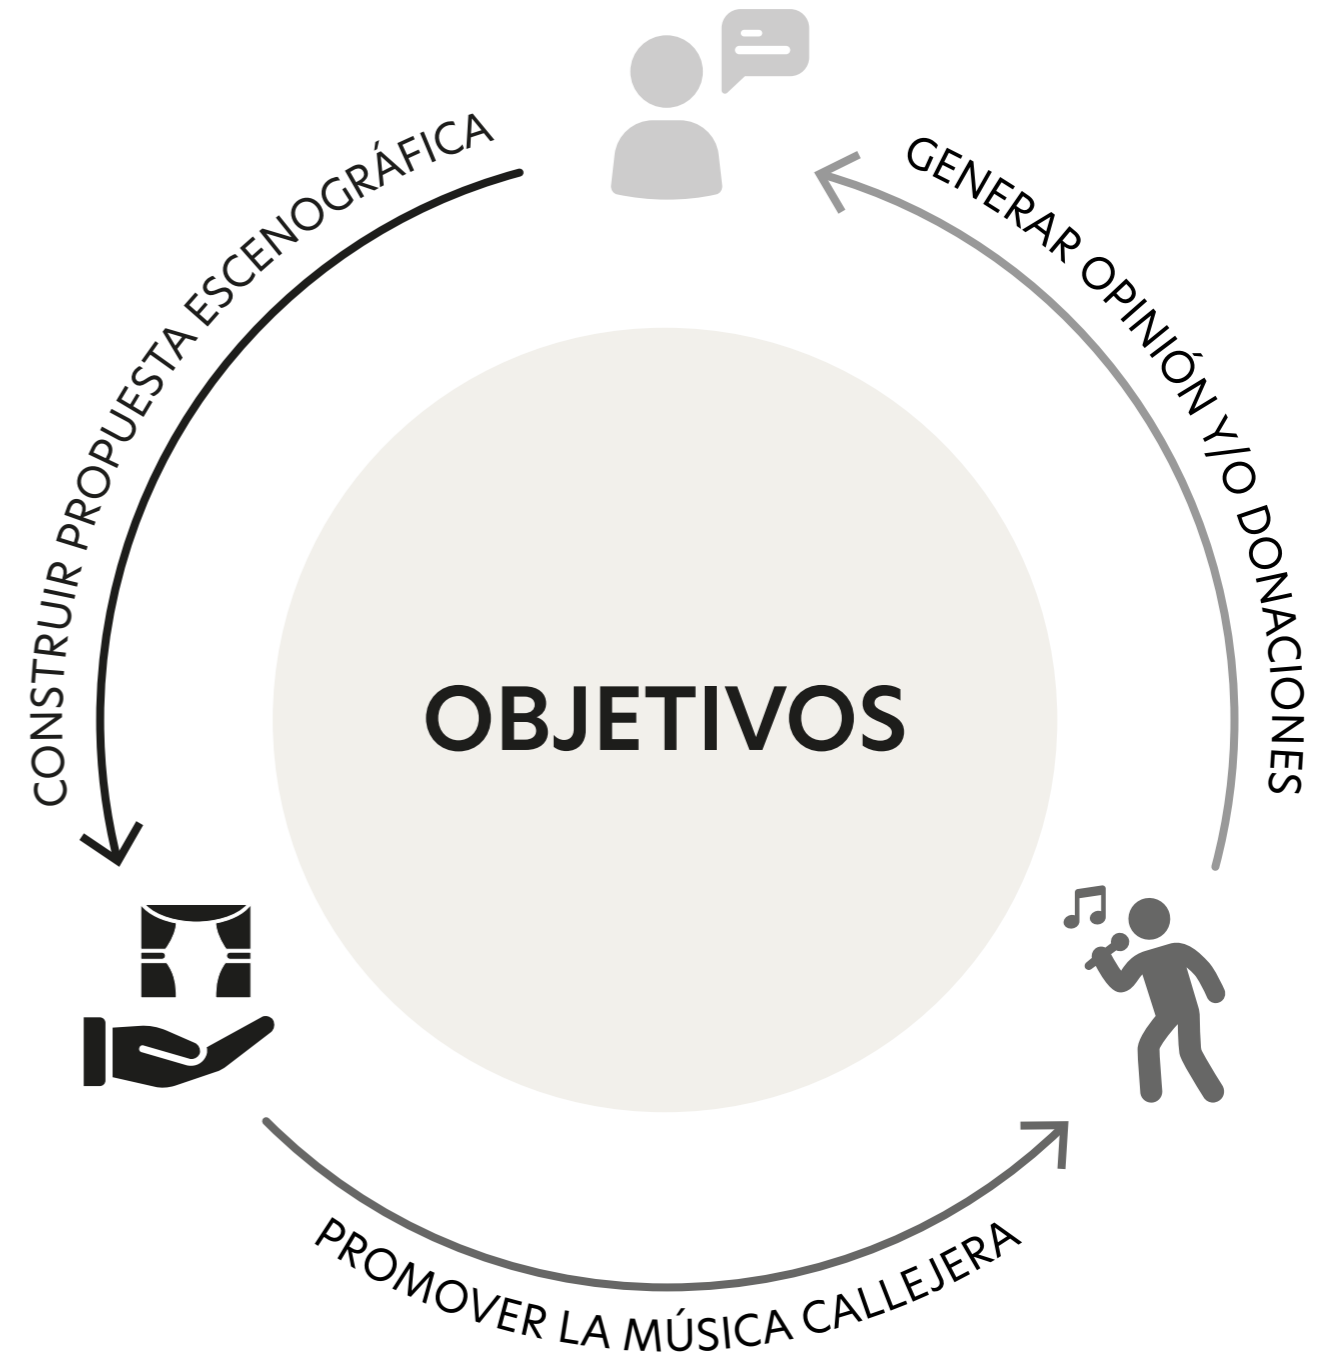 CONSTRUIR PROPUESTA ESCENOGRÁFICA
GENERAR OPINIÓN Y/O DONACIONES
OBJETIVOS
PROMOVER LA MÚSICA CALLEJERA